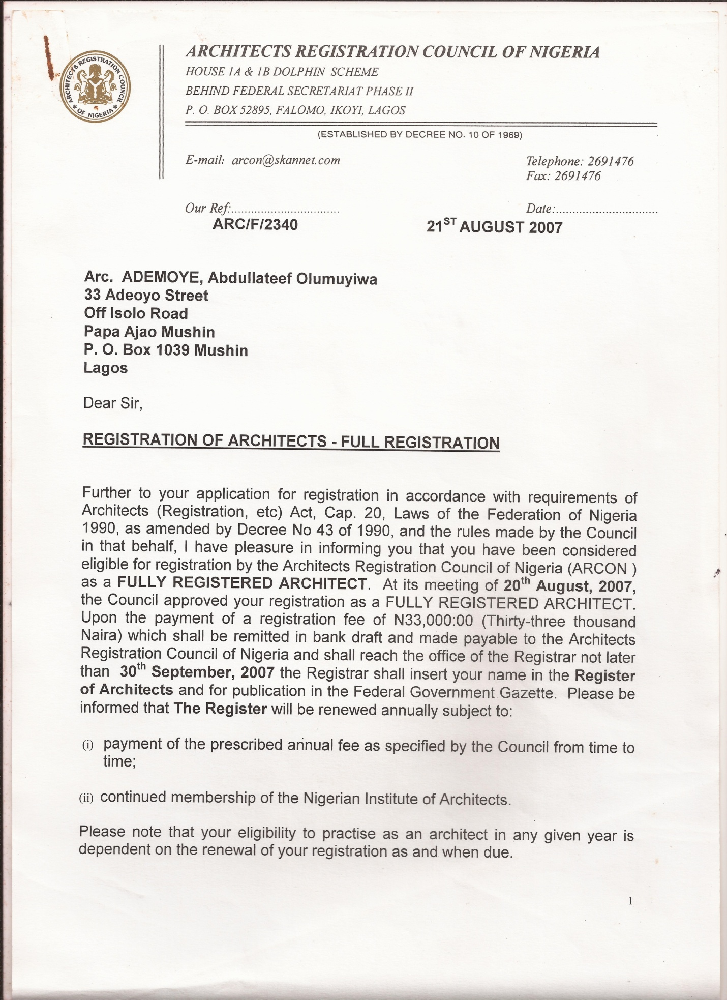 ARCHITECTS REGISTRATION COUNCIL
OF NIGERIA
ARCHITECTS REGISTRATION COUNCIL OF NIGERIA
HOUSE 1A & 1B DOLPHIN SCHEME
BEHIND FEDERAL SECRETARIAT PHASE II
P. O. BOX 52895, FALOMO, IKOYI, LAGOS
(ESTABLISHED BY DECREE NO. 10 OF 1969)
E-mail: arcon@skannet.com
Telephone: 2691476
Fax: 2691476
Our Ref:................................
Date:...............................
ARC/F/2340
21ST AUGUST 2007
Arc. ADEMOYE, Abdullateef Olumuyiwa
33 Adeoyo Street
Off Isolo Road
Papa Ajao Mushin
P. O. Box 1039 Mushin
Lagos
Dear Sir,
REGISTRATION OF ARCHITECTS - FULL REGISTRATION
Further to your application for registration in accordance with requirements of
Architects (Registration, etc) Act, Cap. 20, Laws of the Federation of Nigeria
1990, as amended by Decree No 43 of 1990, and the rules made by the Council
in that behalf, I have pleasure in informing you that you have been considered
eligible for registration by the Architects Registration Council of Nigeria (ARCON )
as a FULLY REGISTERED ARCHITECT. At its meeting of 20th August, 2007,
the Council approved your registration as a FULLY REGISTERED ARCHITECT.
Upon the payment of a registration fee of N33,000:00 (Thirty-three thousand
Naira) which shall be remitted in bank draft and made payable to the Architects
Registration Council of Nigeria and shall reach the office of the Registrar not later
than 30th September, 2007 the Registrar shall insert your name in the Register
of Architects and for publication in the Federal Government Gazette. Please be
informed that The Register will be renewed annually subject to:
(i) payment of the prescribed annual fee as specified by the Council from time to
time;
(ii) continued membership of the Nigerian Institute of Architects.
Please note that your eligibility to practise as an architect in any given year is
dependent on the renewal of your registration as and when due.
1